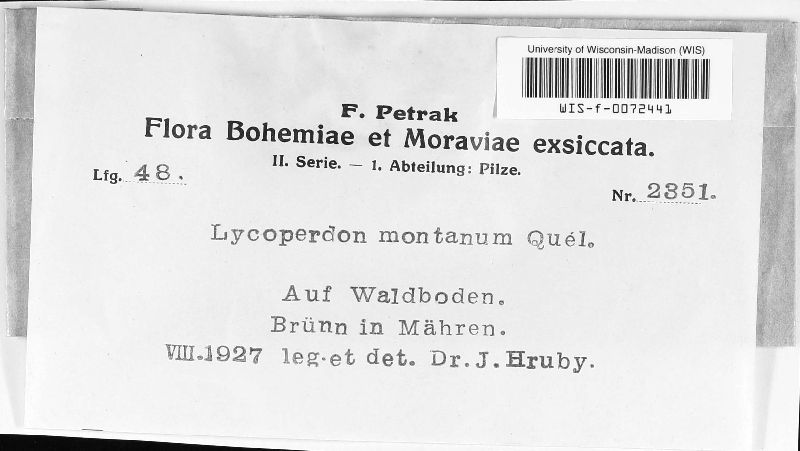 University of Wisconsin-Madison (WIS)
WIS-f-0072441
F. Petrak
Flora Bohemiae et Moraviae exsiccata.
II. Serie. — 1. Abteilung: Pilze.
Lfg. 48.
Nr. 2351.
Lycoperdon montanum Quél.
Auf Waldboden.
Brünn in Mähren.
VIII.1927 leg.et det. Dr.J.Hruby.